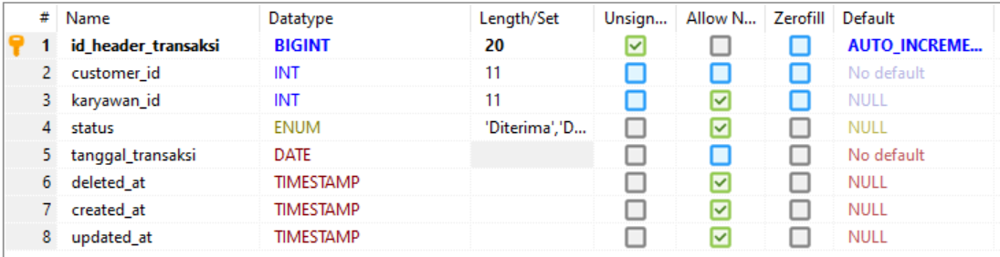 # Name Datatype Length/Set Unsign... Allow N... Zerofill Default
1 id_header_transaksi BIGINT 20 AUTO_INCREME...
2 customer_id INT 11 No default
3 karyawan_id INT 11 NULL
4 status ENUM 'Diterima','D... NULL
5 tanggal_transaksi DATE No default
6 deleted_at TIMESTAMP NULL
7 created_at TIMESTAMP NULL
8 updated_at TIMESTAMP NULL